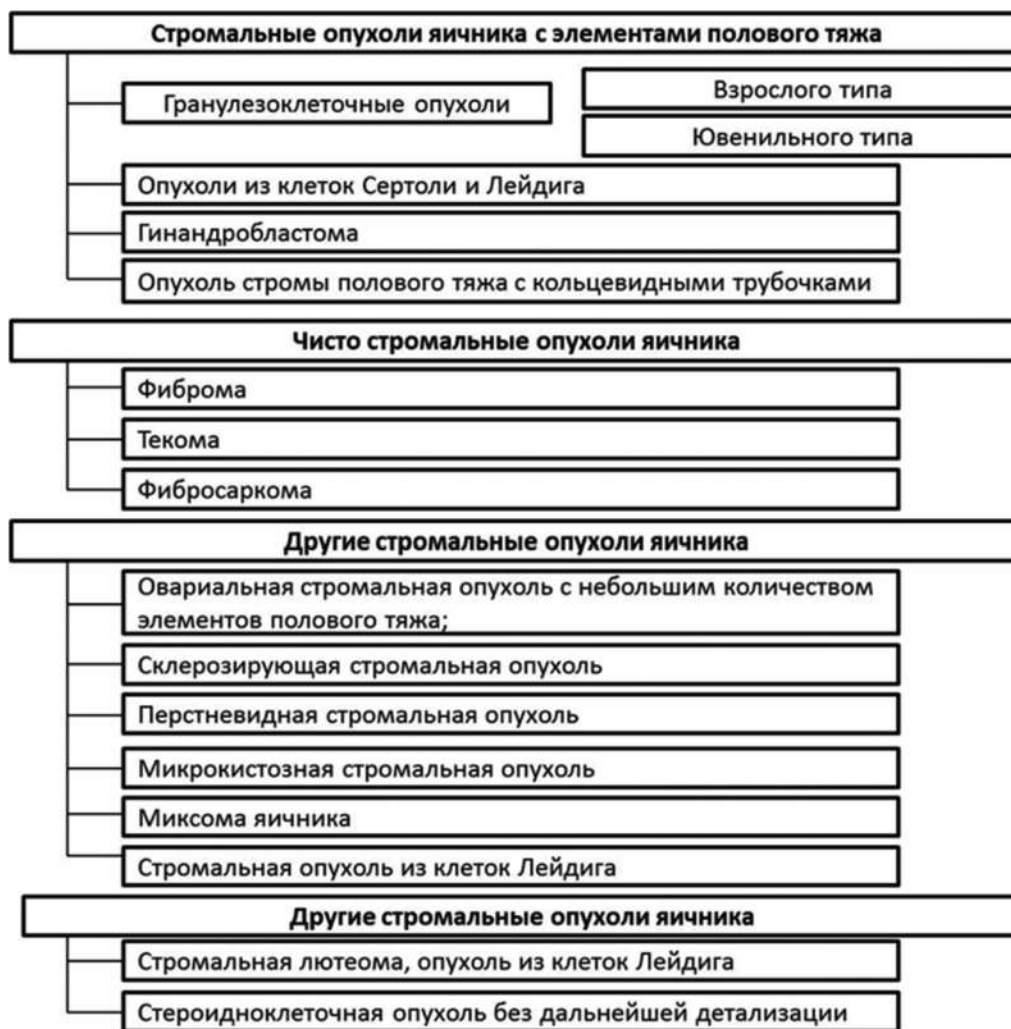 Стромальные опухоли яичника с элементами полового тяжа
Гранулезоклеточные опухоли
Взрослого типа
Ювенильного типа
Опухоли из клеток Сертоли и Лейдига
Гинандробластома
Опухоль стромы полового тяжа с кольцевидными трубочками
Чисто стромальные опухоли яичника
Фиброма
Текома
Фибросаркома
Другие стромальные опухоли яичника
Овариальная стромальная опухоль с небольшим количеством
элементов полового тяжа;
Склерозирующая стромальная опухоль
Перстневидная стромальная опухоль
Микрокистозная стромальная опухоль
Миксома яичника
Стромальная опухоль из клеток Лейдига
Другие стромальные опухоли яичника
Стромальная лютеома, опухоль из клеток Лейдига
Стероидноклеточная опухоль без дальнейшей детализации